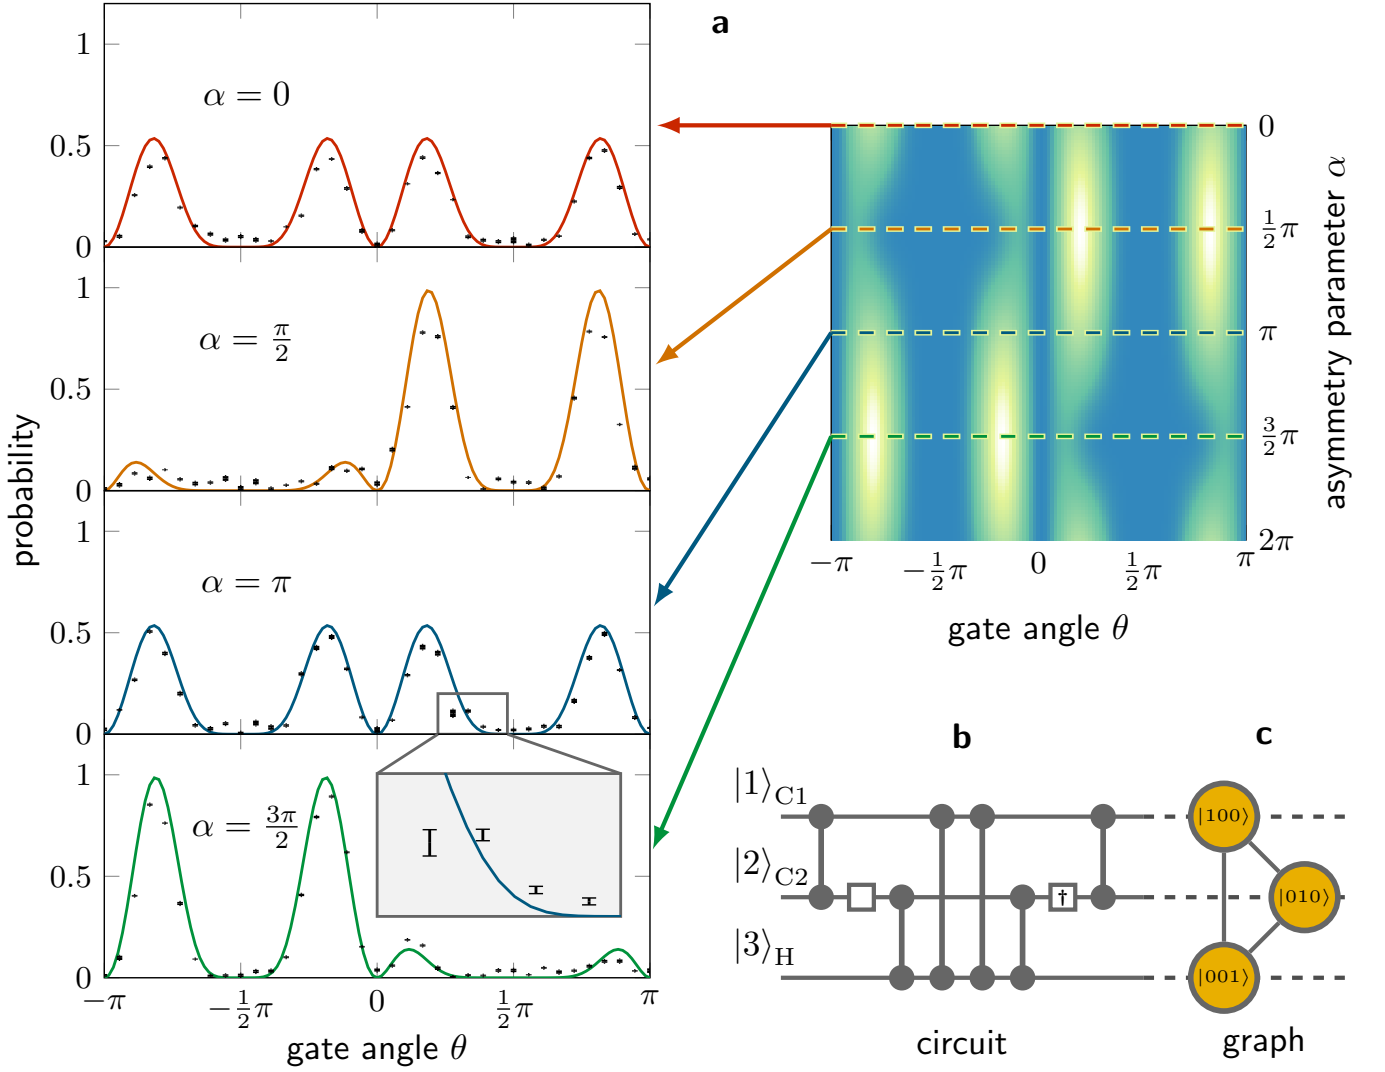 a
1
α = 0
0.5
0
1
α = π/2
0.5
0
1
α = π
0.5
0
1
α = 3π/2
0.5
0
−π
−1/2π
0
1/2π
π
gate angle θ
probability
0
1/2π
π
3/2π
2π
asymmetry parameter α
−π
−1/2π
0
1/2π
π
gate angle θ
b
c
|1⟩C1
|2⟩C2
|3⟩H
†
|100⟩
|010⟩
|001⟩
circuit
graph